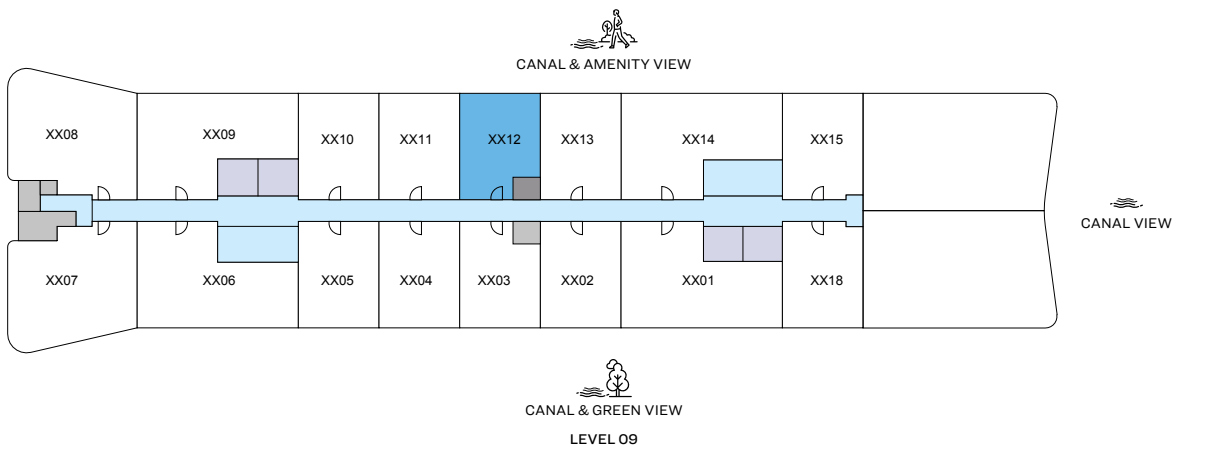 CANAL & AMENITY VIEW
XX08
XX09
XX10
XX11
XX12
XX13
XX14
XX15
CANAL VIEW
XX07
XX06
XX05
XX04
XX03
XX02
XX01
XX18
CANAL & GREEN VIEW
LEVEL 09